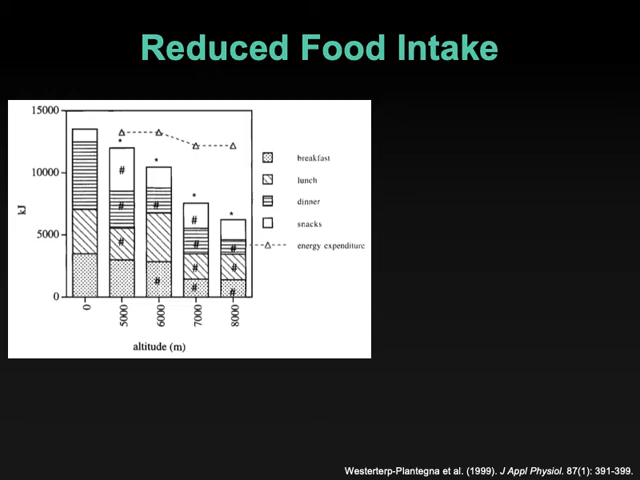 Reduced Food Intake
15000
10000
5000
0
kJ
* * * * 
# # # # # # # # # # # # #
0 5000 6000 7000 8000
altitude (m)
breakfast
lunch
dinner
snacks
energy expenditure
Westerterp-Plantegna et al. (1999). J Appl Physiol. 87(1): 391-399.